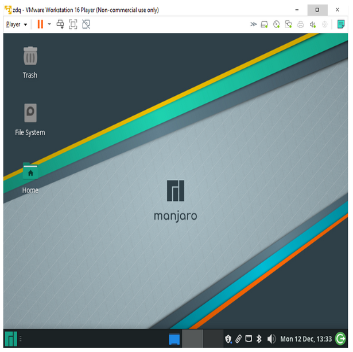 zdq - VMware Workstation 16 Player (Non-commercial use only)
Player
Trash
File System
Home
manjaro
Mon 12 Dec, 13:33